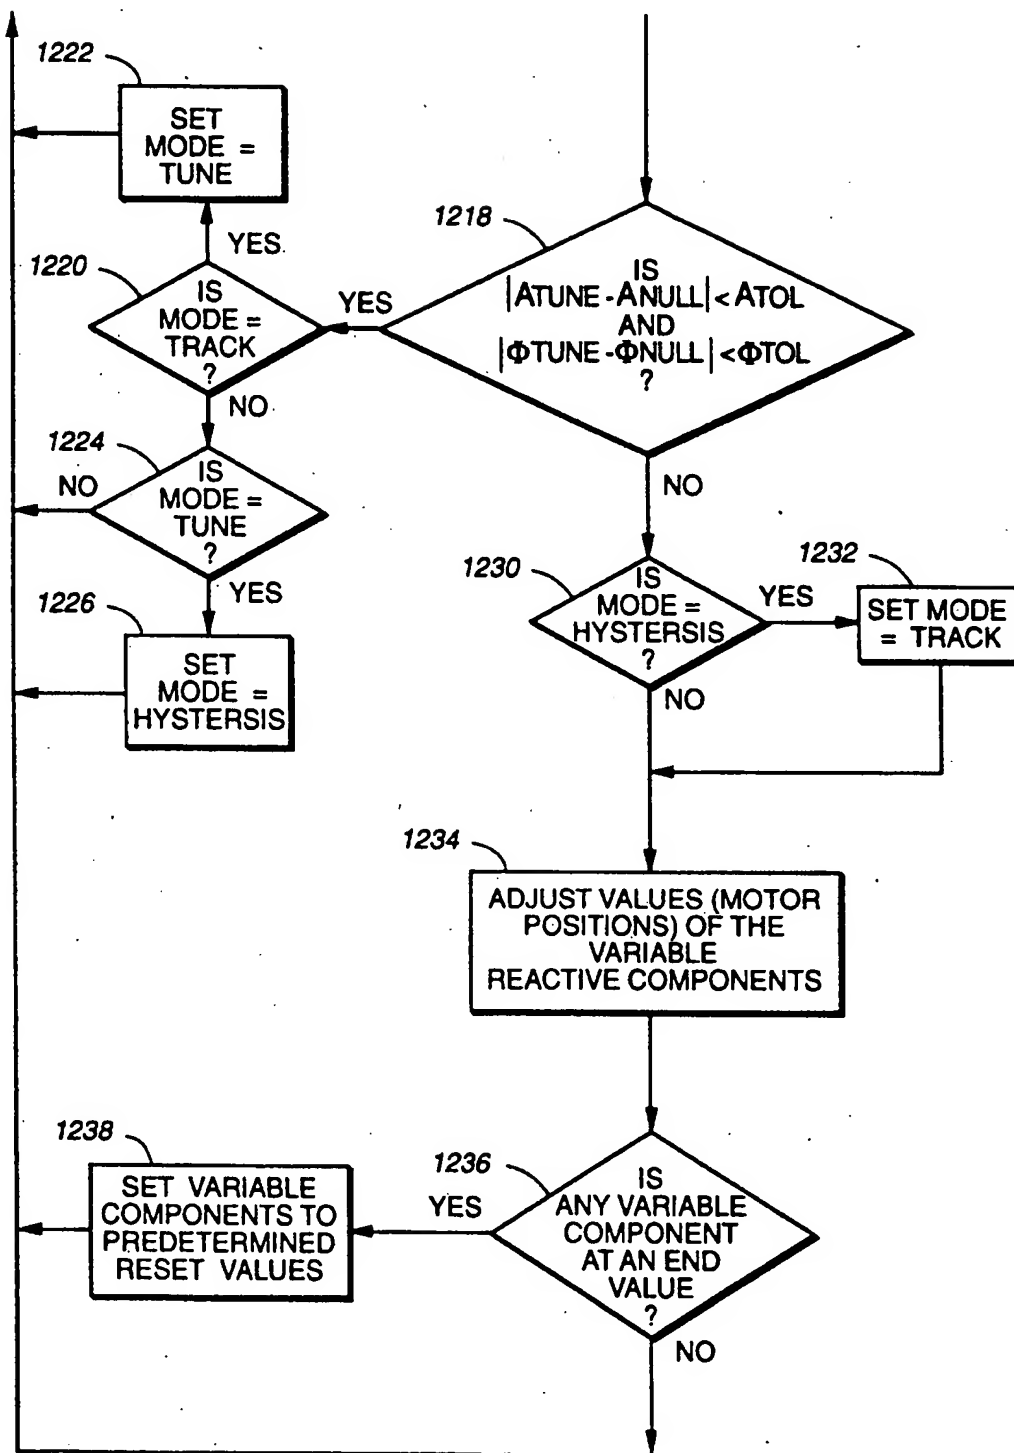 1222
SET
MODE =
TUNE
YES
1220
IS
MODE =
TRACK
?
NO
1224
IS
MODE =
TUNE
?
NO
YES
1226
SET
MODE =
HYSTERSIS
1218
IS
|ATUNE - ANULL| < ATOL
AND
|ΦTUNE - ΦNULL| < ΦTOL
?
YES
NO
1230
IS
MODE =
HYSTERSIS
?
YES
NO
1232
SET MODE
= TRACK
1234
ADJUST VALUES (MOTOR
POSITIONS) OF THE
VARIABLE
REACTIVE COMPONENTS
1236
IS
ANY VARIABLE
COMPONENT
AT AN END
VALUE
?
YES
NO
1238
SET VARIABLE
COMPONENTS TO
PREDETERMINED
RESET VALUES